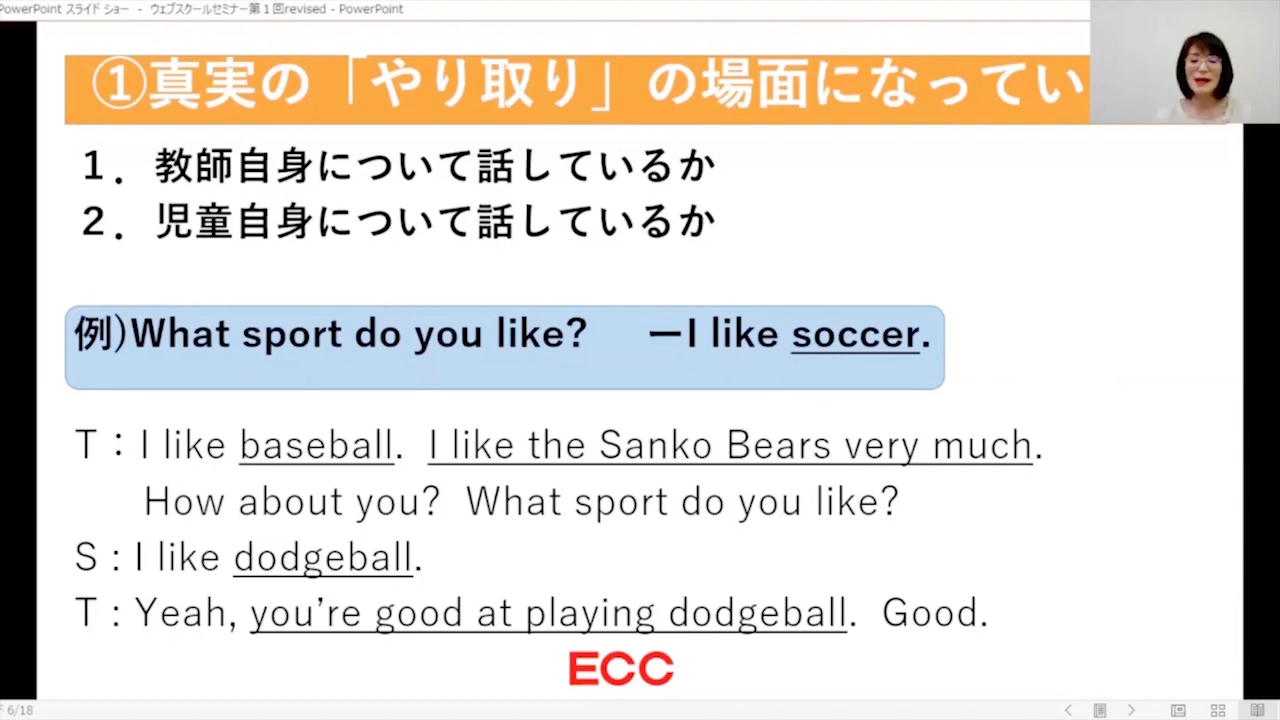 PowerPoint スライド ショー - ウェブスクールセミナー第１回revised - PowerPoint
①真実の「やり取り」の場面になってい
１．教師自身について話しているか
２．児童自身について話しているか
例)What sport do you like?　ーI like soccer.
T：I like baseball. I like the Sanko Bears very much.
How about you? What sport do you like?
S : I like dodgeball.
T : Yeah, you’re good at playing dodgeball. Good.
ECC
6/18